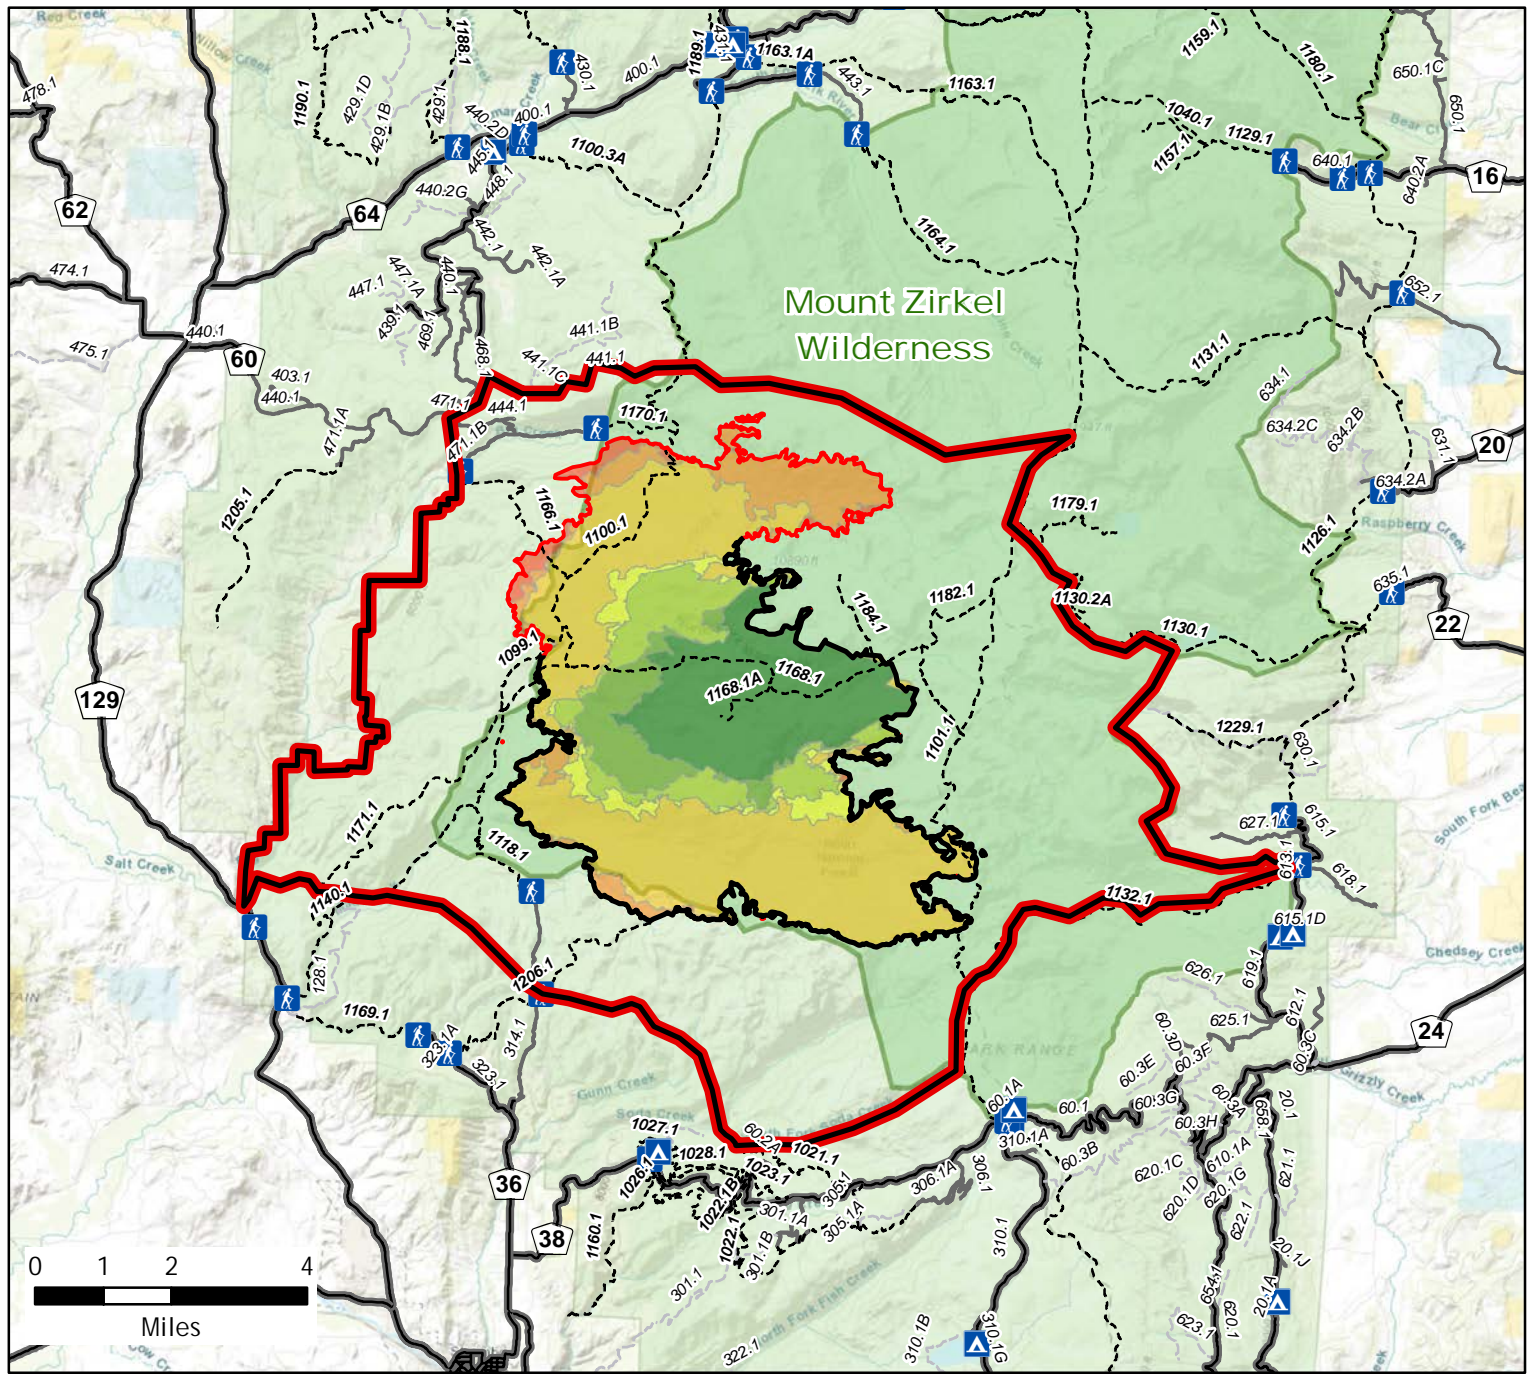 Red Creek
Willow Creek
1188.1
1189.1
431.1
1163.1A
1159.1
1180.1
478.1
1190.1
429.1D
429.1B
429.1
430.1
400.1
443.1
1163.1
650.1C
650.1
440.2D
400.1
1040.1
1129.1
1157.1
445.1
448.1
440.2G
1100.3A
640.1
640.2A
16
62
64
442.1
442.1A
1164.1
474.1
447.1
447.1A
440.1
439.1
469.1
652.1
Mount Zirkel
Wilderness
440.1
60
475.1
468.1
441.1B
441.1
441.1C
1131.1
403.1
440.1
634.1
634.2C
634.2B
631.1
471.1A
471.1
444.1
471.1B
1170.1
20
634.2A
1205.1
1166.1
1100.1
1179.1
1126.1
Raspberry Creek
635.1
1184.1
1182.1
1130.2A
1130.1
22
1099.1
1168.1A
1168.1
129
1101.1
1229.1
630.1
1171.1
1118.1
627.1
615.1
613.1
618.1
South Fork Bea
Salt Creek
1140.1
1132.1
615.1D
Chedsey Creek
128.1
1206.1
619.1
626.1
1169.1
323.1A
323.1
314.1
PARK RANGE
612.1
625.1
24
60.3D
60.3F
60.3C
60.3E
Grizzly Creek
Gunn Creek
Soda Creek
60.1A
60.1
60.3G
60.3A
60.3H
658.1
20.1
1027.1
1028.1
60.2A
1021.1
1023.1
310.1A
60.3B
1026.1
1022.1B
305.1
306.1A
306.1
620.1C
610.1A
621.1
36
620.1D
620.1G
38
1160.1
1022.1
301.1A
305.1A
622.1
301.1B
310.1
20.1J
301.1
North Fork Fish Creek
654.1
20.1A
0 1 2 4
Miles
310.1B
310.1G
623.1
620.1
322.1